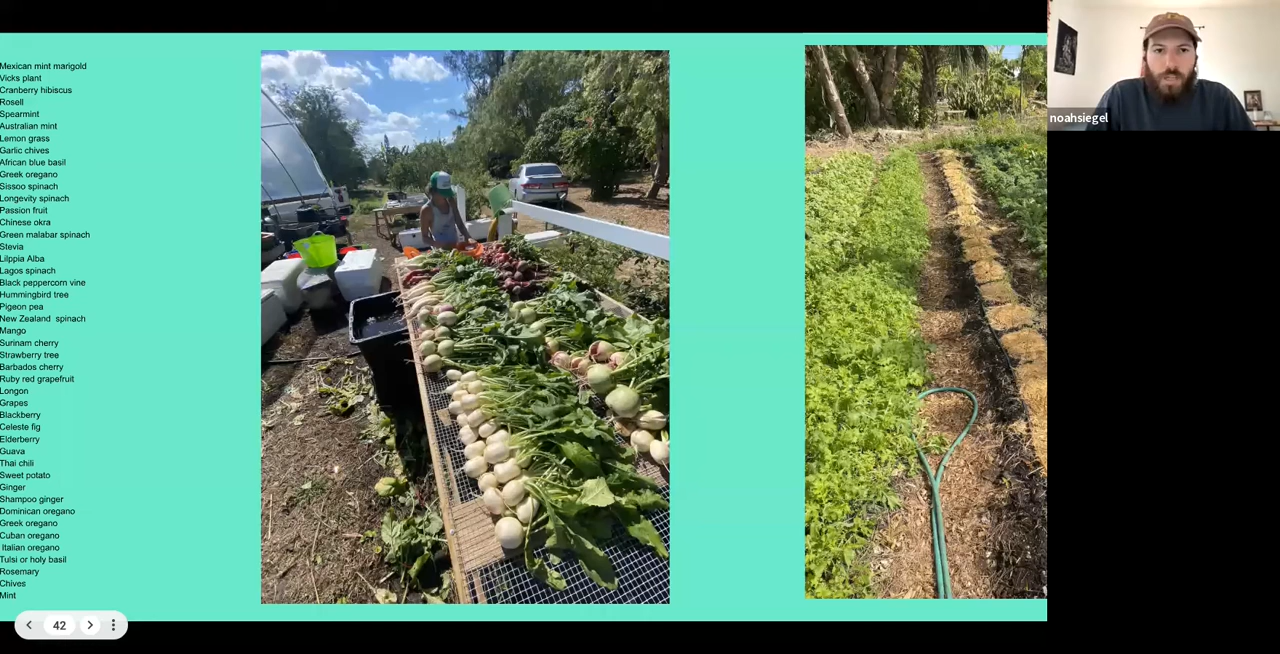 Mexican mint marigold
Vicks plant
Cranberry hibiscus
Rosell
Spearmint
Australian mint
Lemon grass
Garlic chives
African blue basil
Greek oregano
Sissoo spinach
Longevity spinach
Passion fruit
Chinese okra
Green malabar spinach
Stevia
Lilppia Alba
Lagos spinach
Black peppercorn vine
Hummingbird tree
Pigeon pea
New Zealand spinach
Mango
Surinam cherry
Strawberry tree
Barbados cherry
Ruby red grapefruit
Longon
Grapes
Blackberry
Celeste fig
Elderberry
Guava
Thai chili
Sweet potato
Ginger
Shampoo ginger
Dominican oregano
Greek oregano
Cuban oregano
Italian oregano
Tulsi or holy basil
Rosemary
Chives
Mint
42
noahsiegel